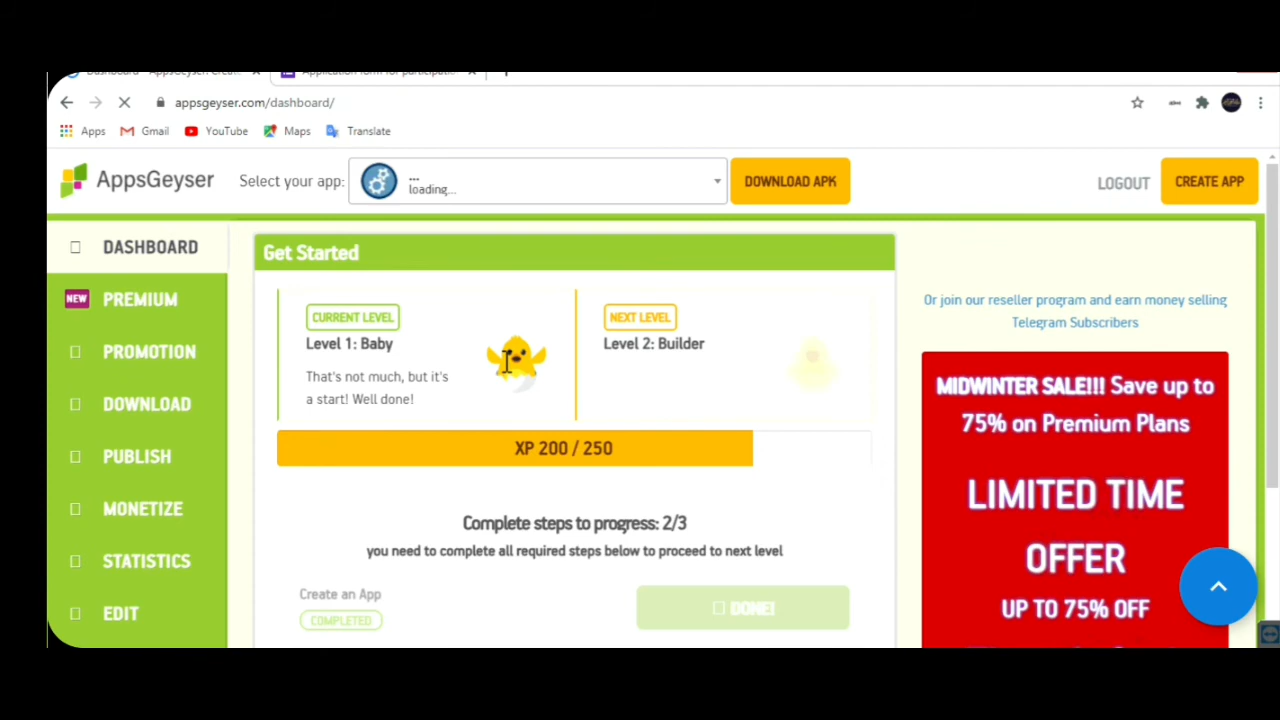 appsgeyser.com/dashboard/
Apps Gmail YouTube Maps Translate
AppsGeyser Select your app: ... loading... DOWNLOAD APK LOGOUT CREATE APP
DASHBOARD
NEW PREMIUM
PROMOTION
DOWNLOAD
PUBLISH
MONETIZE
STATISTICS
EDIT
Get Started
CURRENT LEVEL
Level 1: Baby
That's not much, but it's
a start! Well done!
NEXT LEVEL
Level 2: Builder
XP 200 / 250
Complete steps to progress: 2/3
you need to complete all required steps below to proceed to next level
Create an App
COMPLETED
DONE!
Or join our reseller program and earn money selling
Telegram Subscribers
MIDWINTER SALE!!! Save up to
75% on Premium Plans
LIMITED TIME
OFFER
UP TO 75% OFF